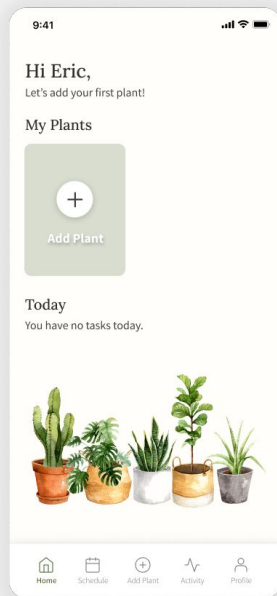 9:41
Hi Eric,
Let's add your first plant!
My Plants
Add Plant
Today
You have no tasks today.
Home Schedule Add Plant Activity Profile